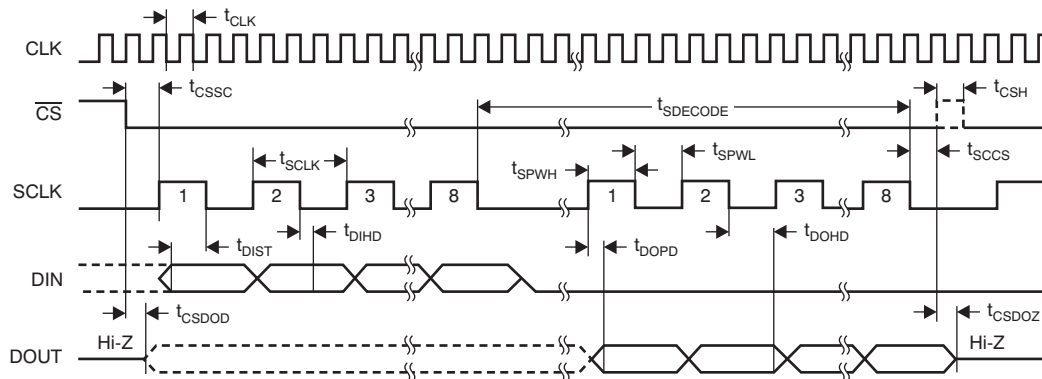 tCLK
CLK
tCSSC
tCSH
CS
tSDECODE
tSCLK
tSPWH
tSPWL
tSCCS
SCLK
1 2 3 8 1 2 3 8
tDIST
tDIHD
tDOPD
tDOHD
DIN
tCSDOD
tCSDOZ
Hi-Z
Hi-Z
DOUT